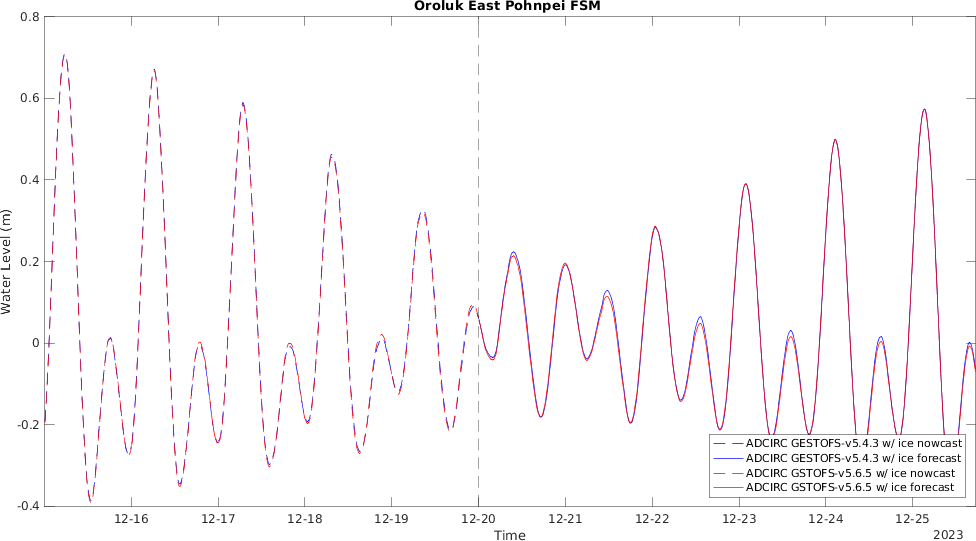 Oroluk East Pohnpei FSM
0.8
0.6
0.4
0.2
0
-0.2
-0.4
Water Level (m)
12-16
12-17
12-18
12-19
12-20
12-21
12-22
12-23
12-24
12-25
Time
2023
ADCIRC GESTOFS-v5.4.3 w/ ice nowcast
ADCIRC GESTOFS-v5.4.3 w/ ice forecast
ADCIRC GSTOFS-v5.6.5 w/ ice nowcast
ADCIRC GSTOFS-v5.6.5 w/ ice forecast